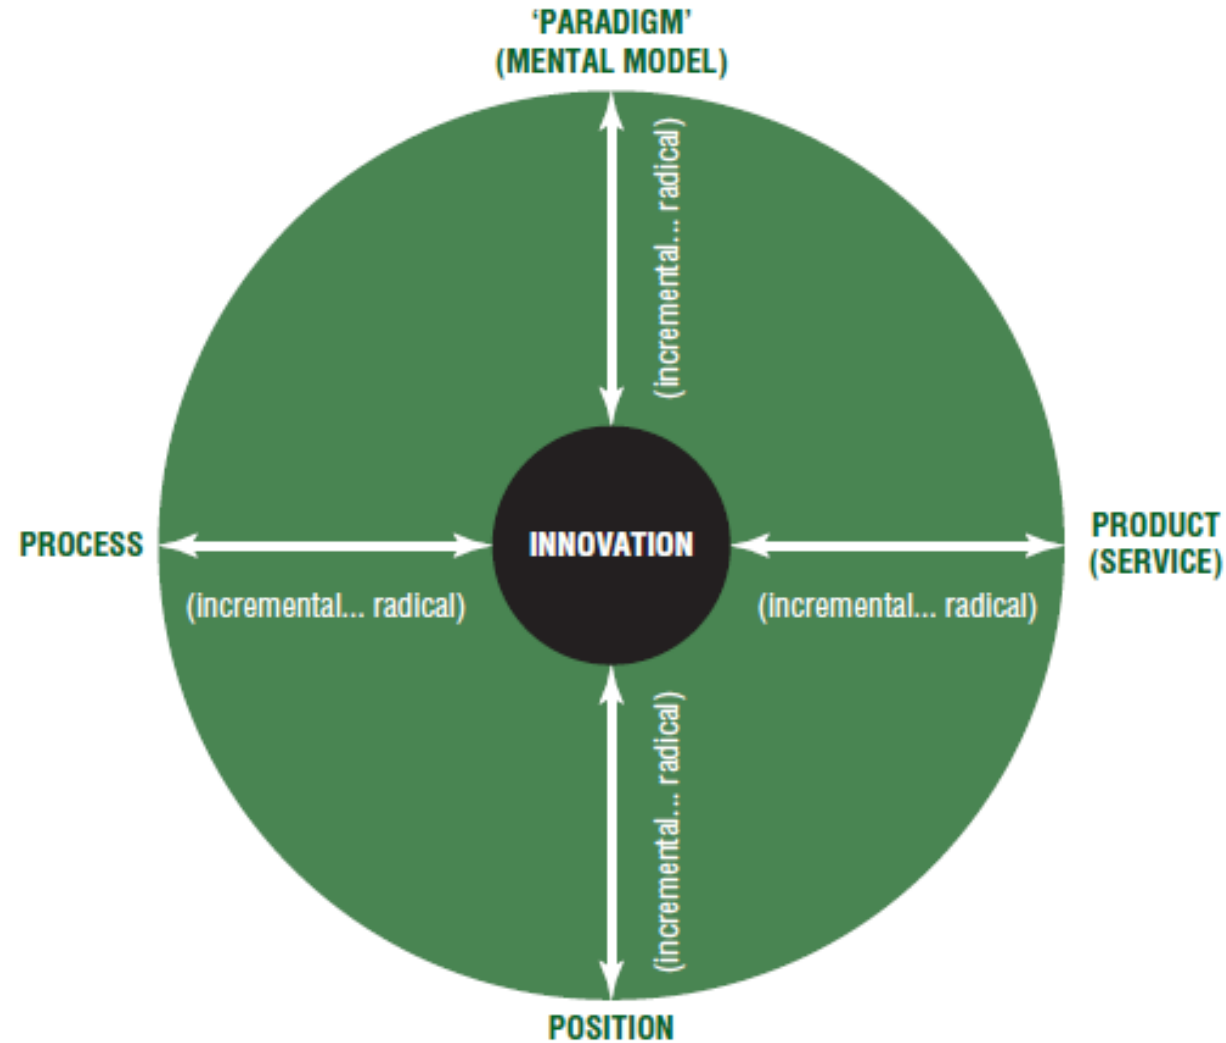 ‘PARADIGM’
(MENTAL MODEL)
(incremental... radical)
PROCESS
INNOVATION
PRODUCT
(SERVICE)
(incremental... radical)
(incremental... radical)
(incremental... radical)
POSITION